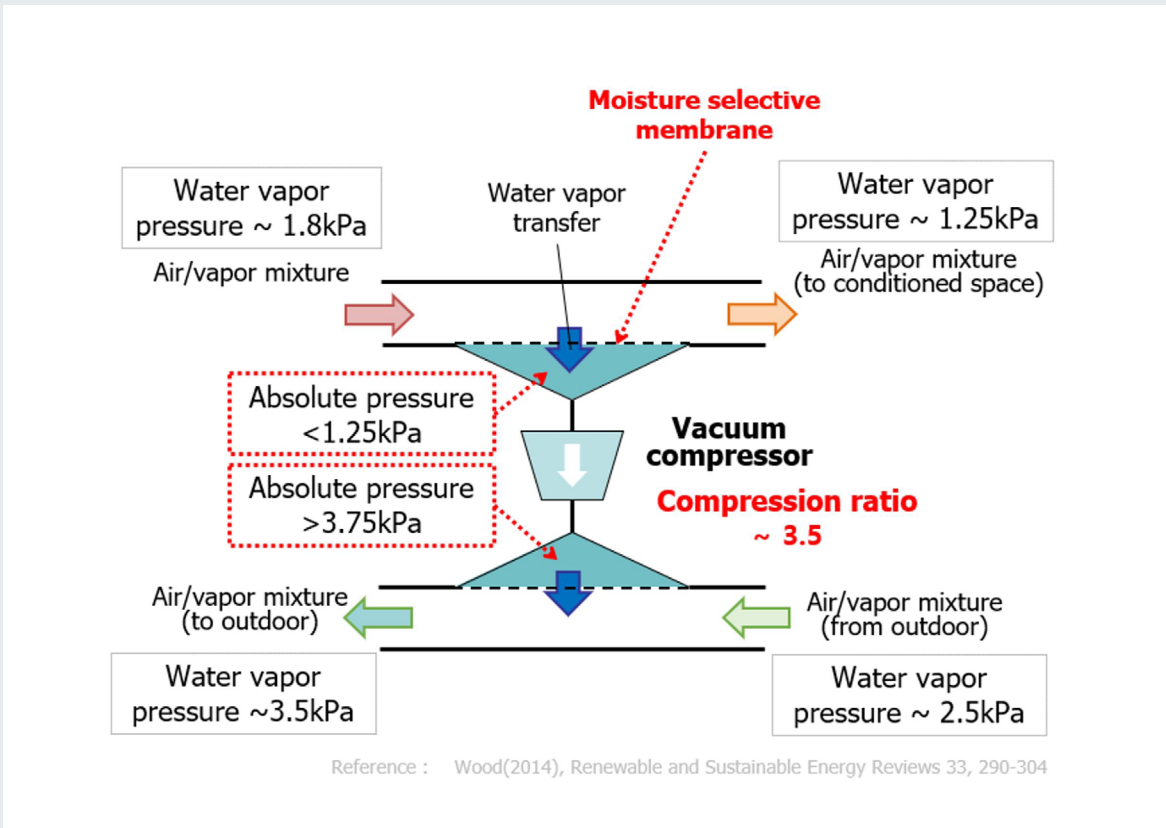 Moisture selective
membrane
Water vapor
pressure ~ 1.8kPa
Water vapor
transfer
Water vapor
pressure ~ 1.25kPa
Air/vapor mixture
Air/vapor mixture
(to conditioned space)
Absolute pressure
<1.25kPa
Vacuum
compressor
Absolute pressure
>3.75kPa
Compression ratio
~ 3.5
Air/vapor mixture
(to outdoor)
Air/vapor mixture
(from outdoor)
Water vapor
pressure ~3.5kPa
Water vapor
pressure ~ 2.5kPa
Reference : Wood(2014), Renewable and Sustainable Energy Reviews 33, 290-304